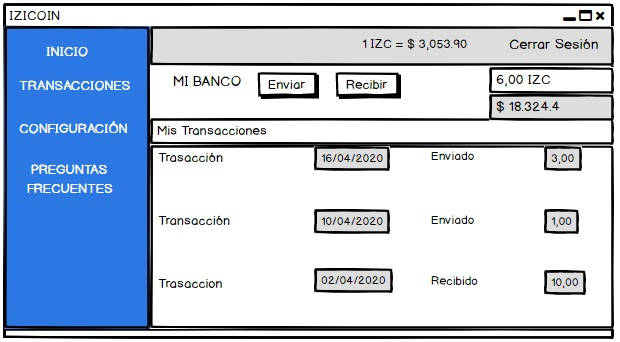 IZICOIN
1 IZC = $ 3,053.90 Cerrar Sesión
INICIO
TRANSACCIONES
CONFIGURACIÓN
PREGUNTAS
FRECUENTES
MI BANCO Enviar Recibir 6,00 IZC
$ 18.324.4
Mis Transacciones
Trasacción 16/04/2020 Enviado 3,00
Transacción 10/04/2020 Enviado 1,00
Trasaccion 02/04/2020 Recibido 10,00